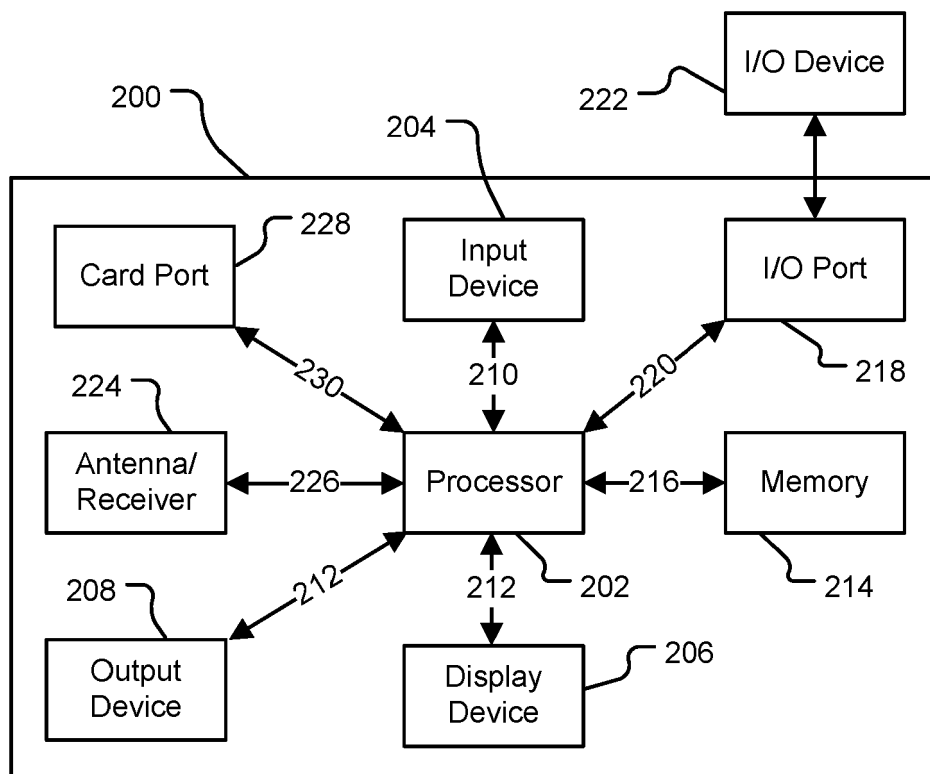 I/O Device
222
200
204
228
Card Port
Input
Device
I/O Port
230
210
220
218
224
Antenna/
Receiver
226
Processor
216
Memory
212
212
202
214
208
Output
Device
206
Display
Device